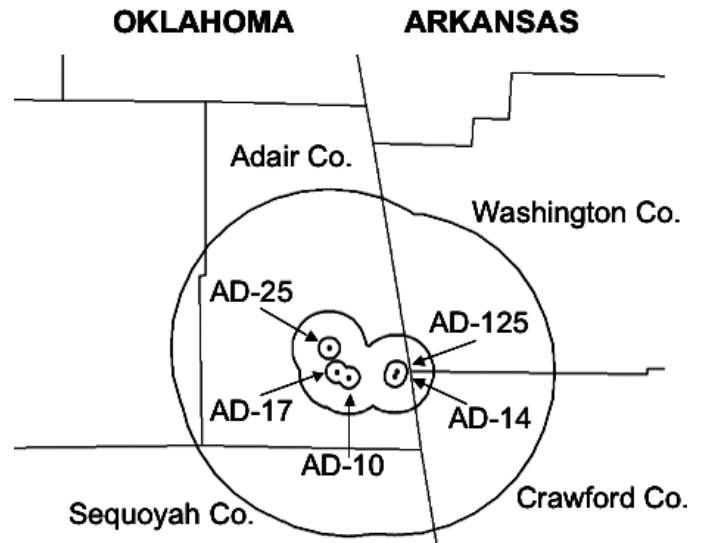 OKLAHOMA ARKANSAS
Adair Co.
Washington Co.
AD-25
AD-125
AD-17
AD-14
AD-10
Crawford Co.
Sequoyah Co.